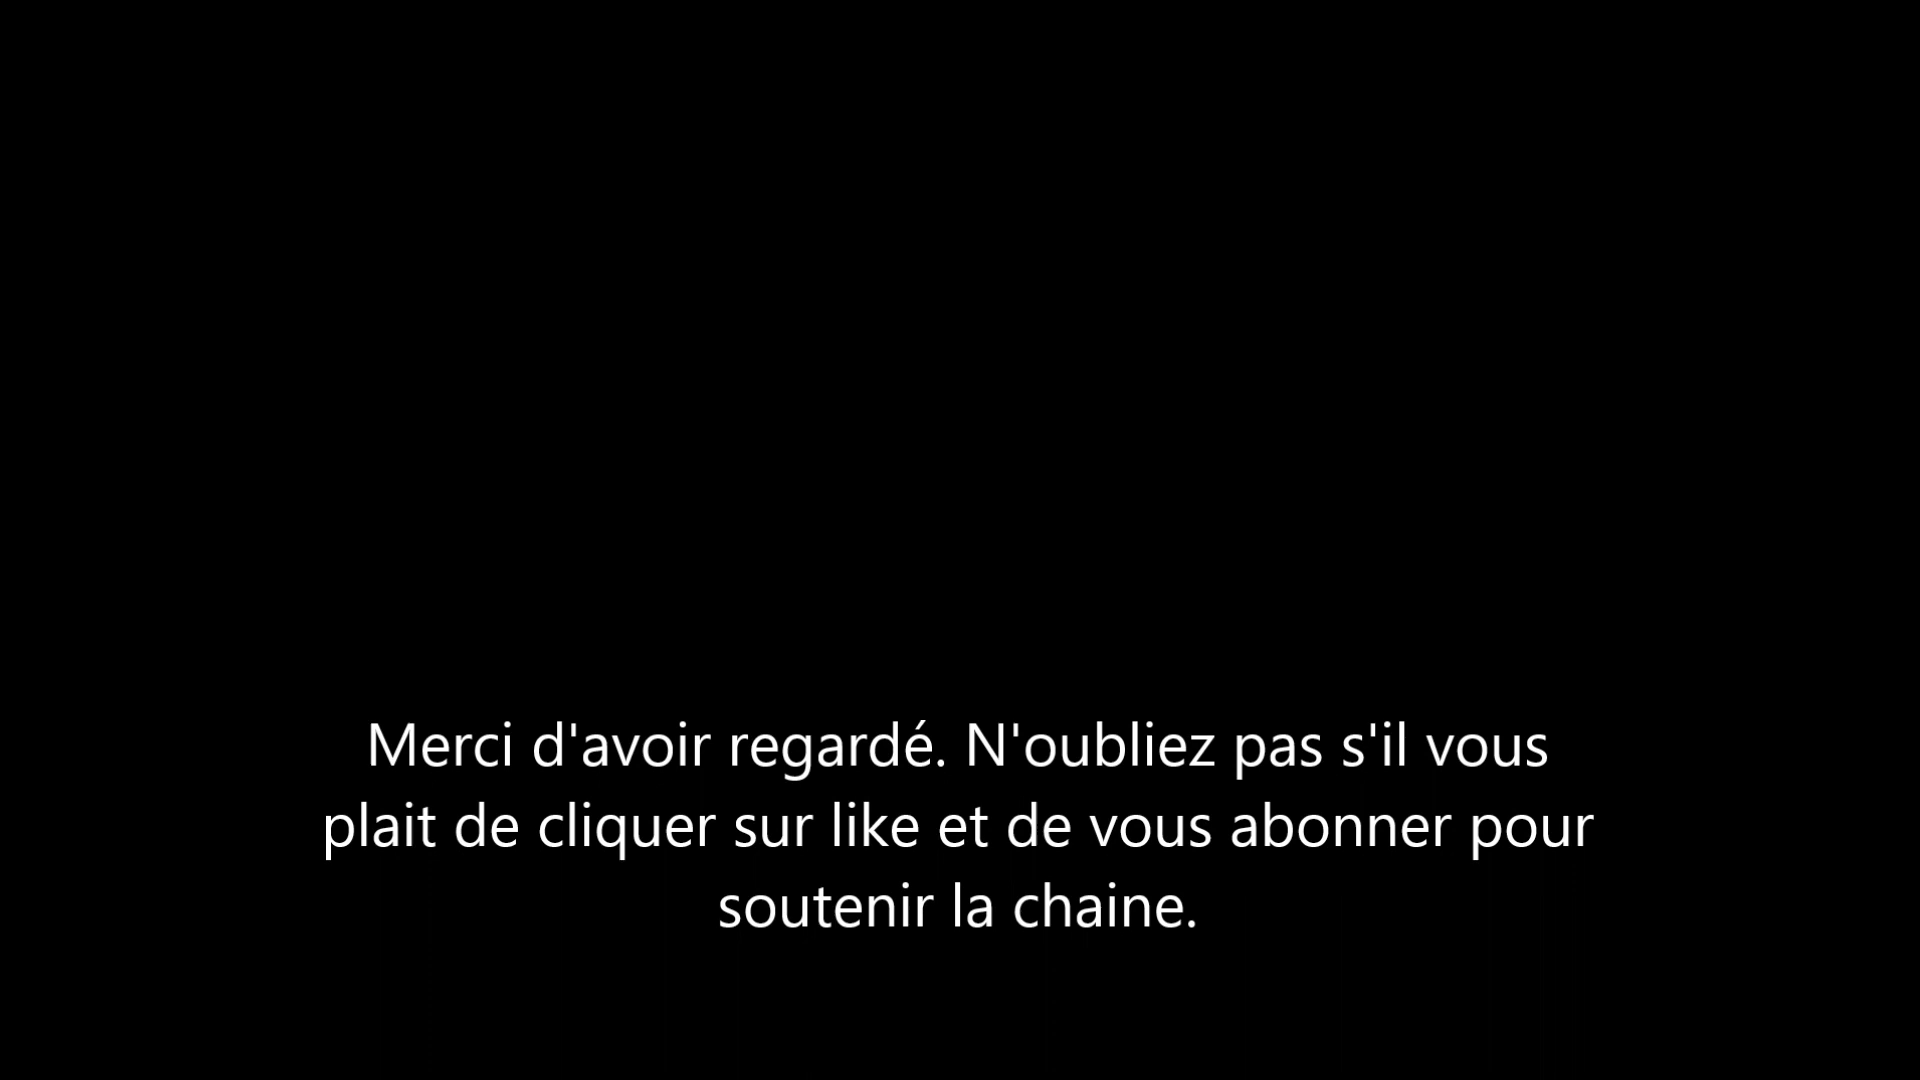 Merci d'avoir regardé. N'oubliez pas s'il vous
plait de cliquer sur like et de vous abonner pour
soutenir la chaine.